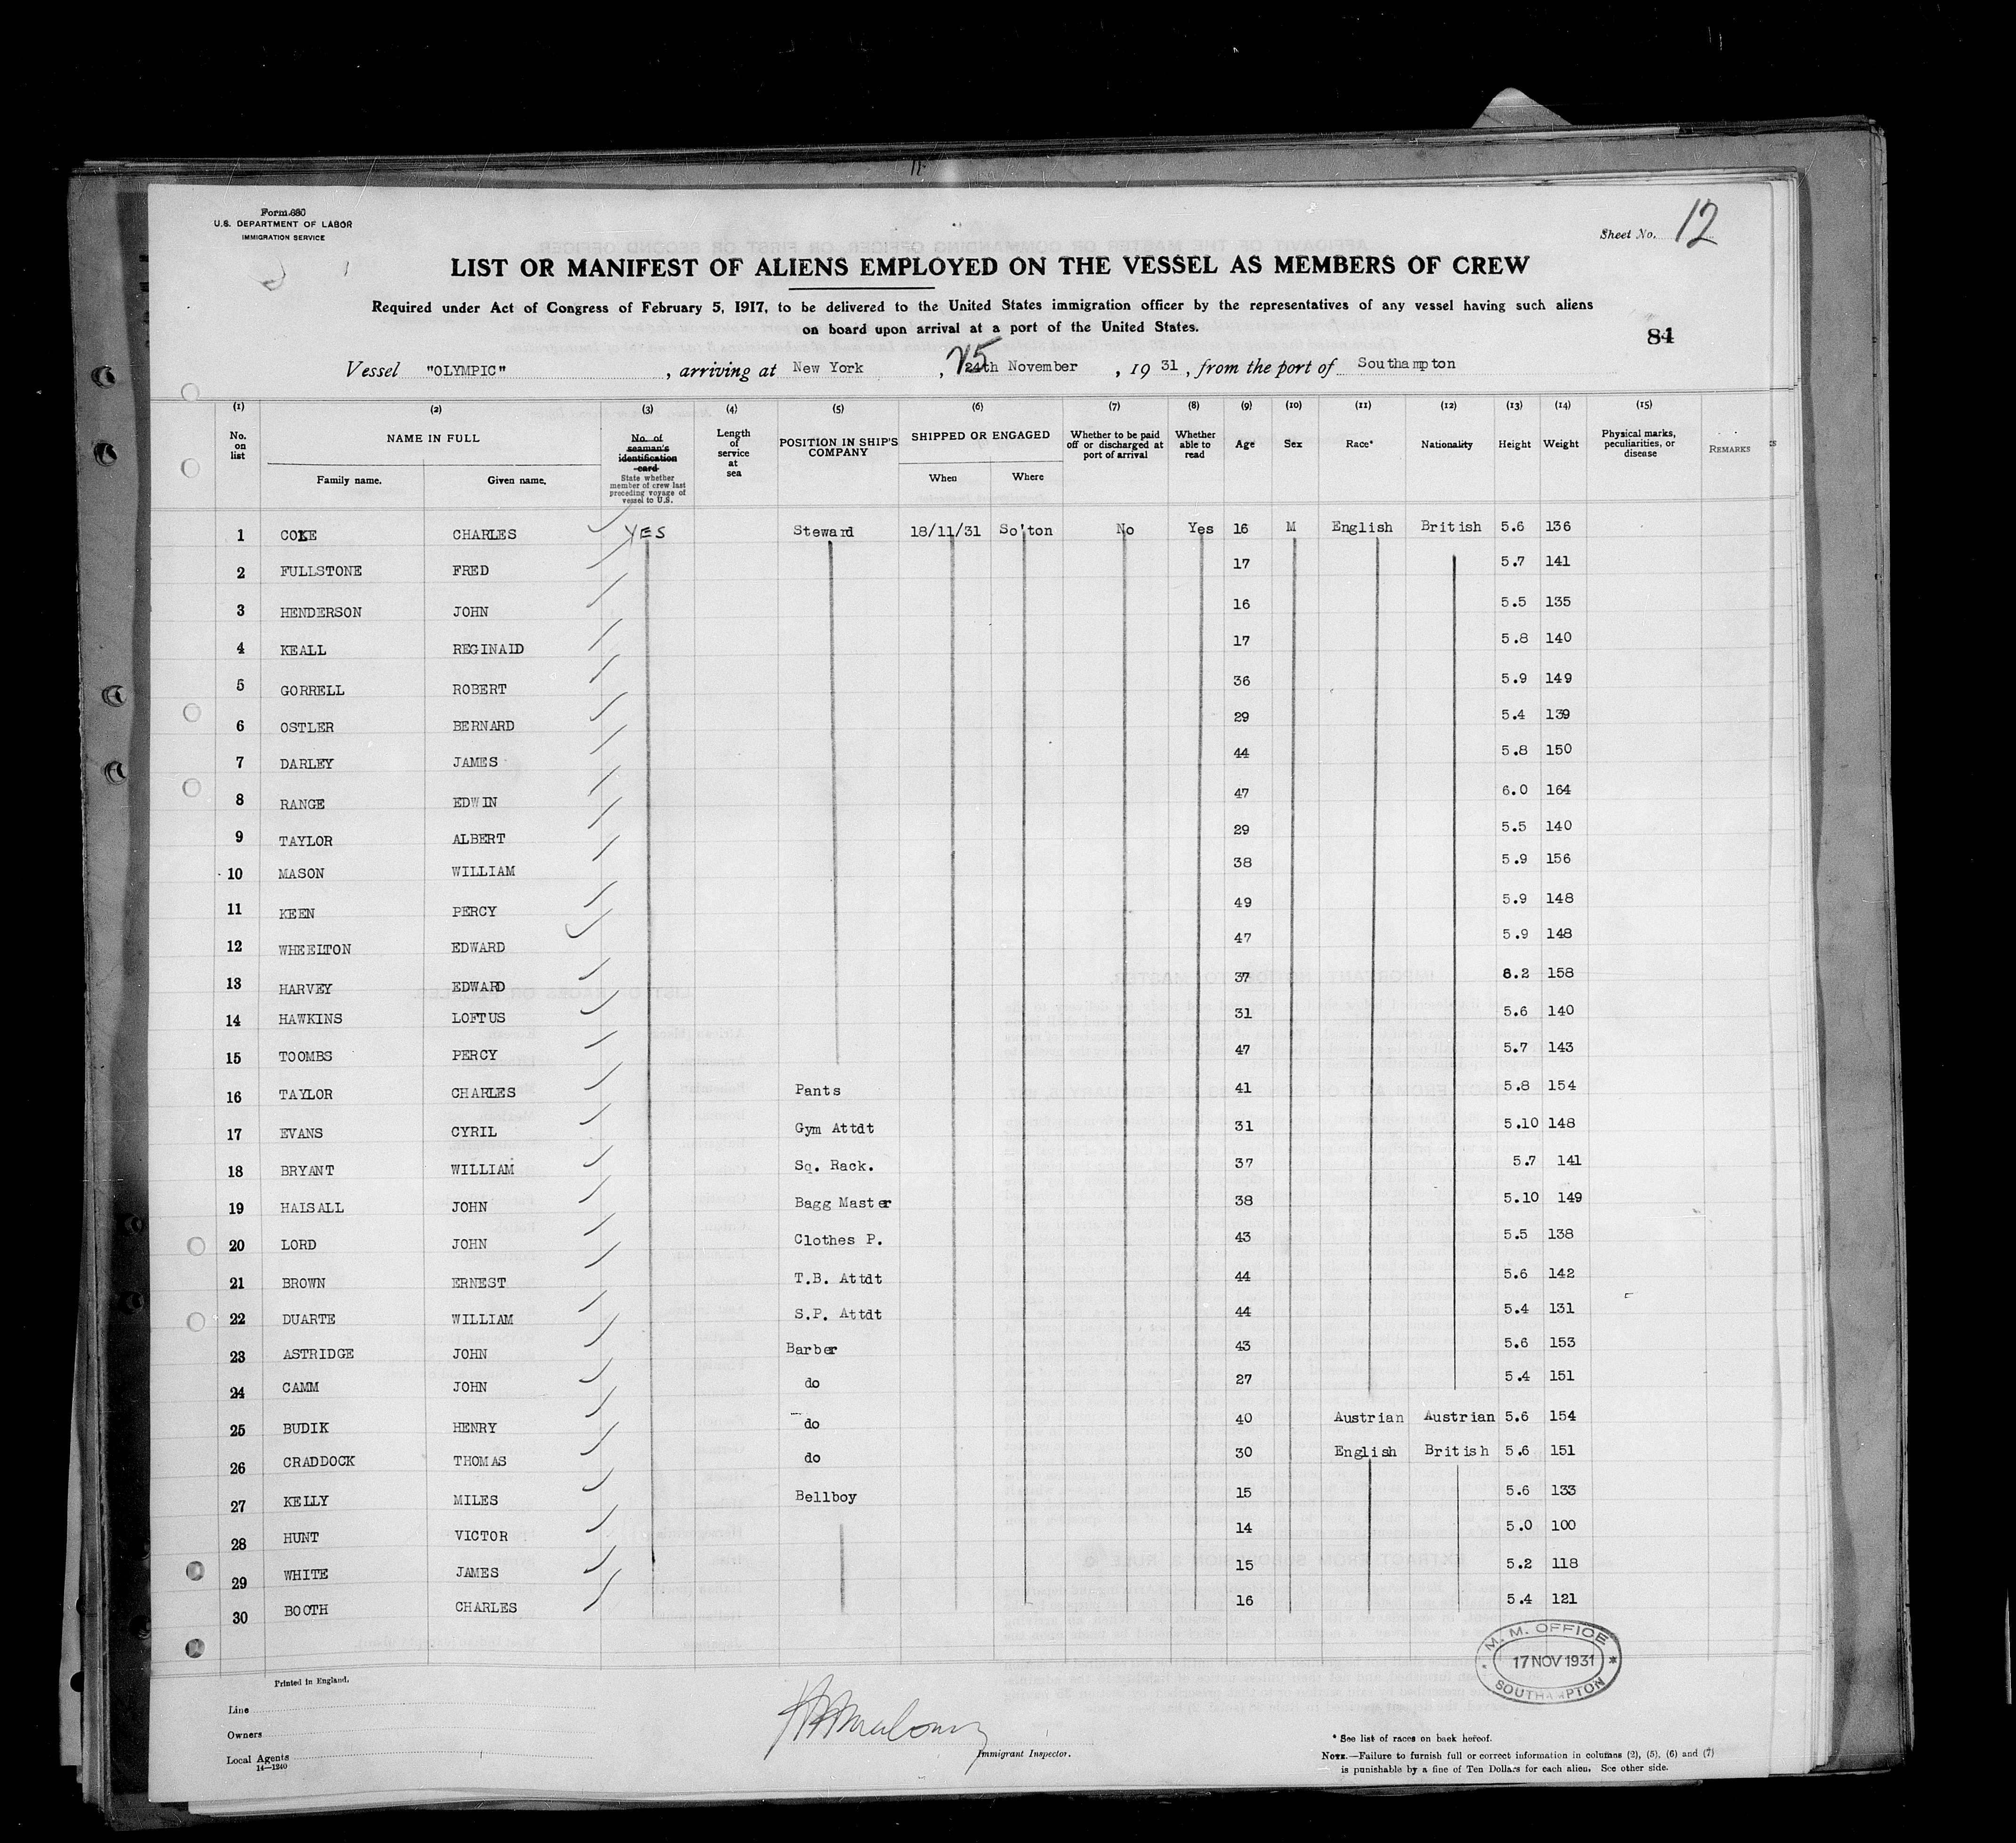 Form 680
U.S. DEPARTMENT OF LABOR
IMMIGRATION SERVICE
Sheet No. 12
LIST OR MANIFEST OF ALIENS EMPLOYED ON THE VESSEL AS MEMBERS OF CREW
Required under Act of Congress of February 5, 1917, to be delivered to the United States immigration officer by the representatives of any vessel having such aliens
on board upon arrival at a port of the United States.
84
Vessel "OLYMPIC", arriving at New York, 25 24th November, 19 31, from the port of Southampton
(1) (2) (3) (4) (5) (6) (7) (8) (9) (10) (11) (12) (13) (14) (15)
No. on list NAME IN FULL Family name. Given name. No. of seaman's identification card State whether member of crew last preceding voyage of vessel to U.S. Length of service at sea POSITION IN SHIP'S COMPANY SHIPPED OR ENGAGED When Where Whether to be paid off or discharged at port of arrival Whether able to read Age Sex Race* Nationality Height Weight Physical marks, peculiarities, or disease REMARKS
1 COKE CHARLES YES Steward 18/11/31 So'ton No Yes 16 M English British 5.6 136
2 FULLSTONE FRED 17 5.7 141
3 HENDERSON JOHN 16 5.5 135
4 KEALL REGINALD 17 5.8 140
5 GORRELL ROBERT 36 5.9 149
6 OSTLER BERNARD 29 5.4 139
7 DARLEY JAMES 44 5.8 150
8 RANGE EDWIN 47 6.0 164
9 TAYLOR ALBERT 29 5.5 140
10 MASON WILLIAM 38 5.9 156
11 KEEN PERCY 49 5.9 148
12 WHEELTON EDWARD 47 5.9 148
13 HARVEY EDWARD 37 6.2 158
14 HAWKINS LOFTUS 31 5.6 140
15 TOOMBS PERCY 47 5.7 143
16 TAYLOR CHARLES Pants 41 5.8 154
17 EVANS CYRIL Gym Attdt 31 5.10 148
18 BRYANT WILLIAM Sq. Rack. 37 5.7 141
19 HALSALL JOHN Bagg Master 38 5.10 149
20 LORD JOHN Clothes P. 43 5.5 138
21 BROWN ERNEST T.B. Attdt 44 5.6 142
22 DUARTE WILLIAM S.P. Attdt 44 5.4 131
23 ASTRIDGE JOHN Barber 43 5.6 153
24 CAMM JOHN do 27 5.4 151
25 BUDIK HENRY do 40 Austrian Austrian 5.6 154
26 CRADDOCK THOMAS do 30 English British 5.6 151
27 KELLY MILES Bellboy 15 5.6 133
28 HUNT VICTOR 14 5.0 100
29 WHITE JAMES 15 5.2 118
30 BOOTH CHARLES 16 5.4 121
M. M. OFFICE
17 NOV 1931
SOUTHAMPTON
Printed in England.
Line
Owners
Local Agents
14—1240
Immigrant Inspector.
* See list of races on back hereof.
NOTE.—Failure to furnish full or correct information in columns (2), (5), (6) and (7)
is punishable by a fine of Ten Dollars for each alien. See other side.